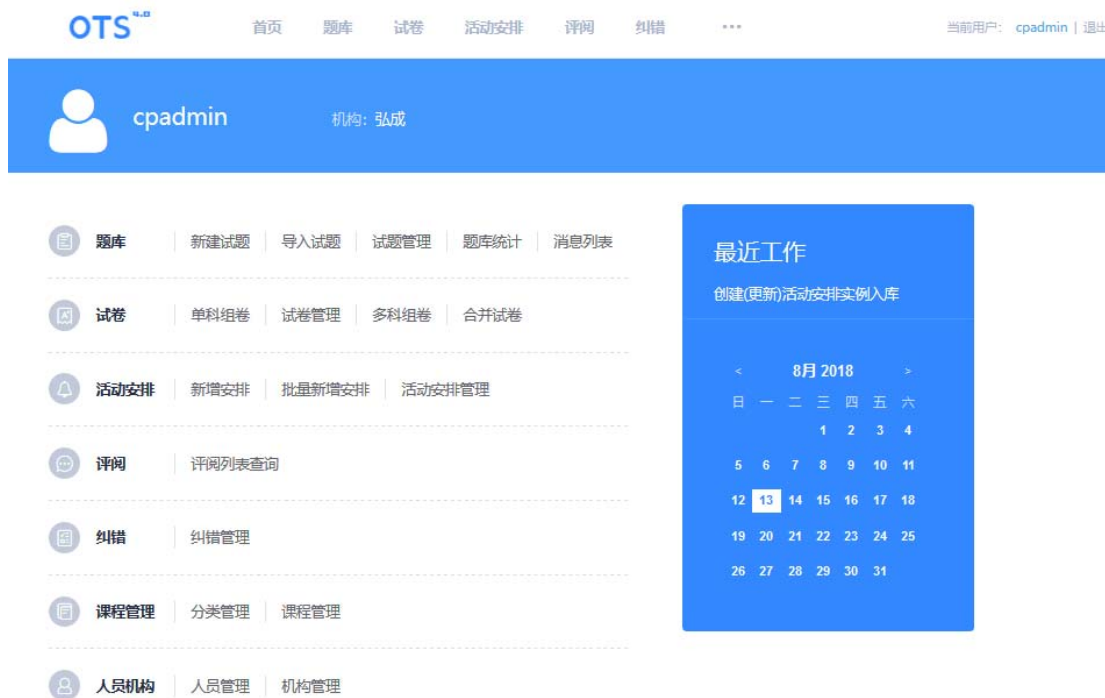 OTS 4.0 首页 题库 试卷 活动安排 评阅 纠错 ··· 当前用户: cpadmin | 退出
cpadmin 机构: 弘成
题库 新建试题 导入试题 试题管理 题库统计 消息列表
试卷 单科组卷 试卷管理 多科组卷 合并试卷
活动安排 新增安排 批量新增安排 活动安排管理
评阅 评阅列表查询
纠错 纠错管理
课程管理 分类管理 课程管理
人员机构 人员管理 机构管理
最近工作
创建(更新)活动安排实例入库
< 8月 2018 >
日 一 二 三 四 五 六
1 2 3 4
5 6 7 8 9 10 11
12 13 14 15 16 17 18
19 20 21 22 23 24 25
26 27 28 29 30 31